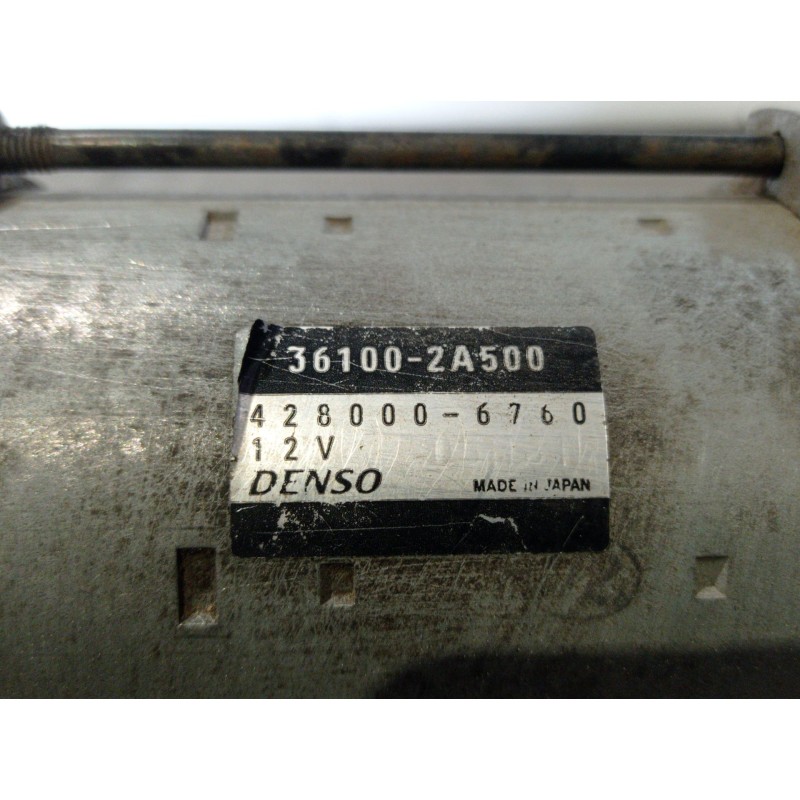 36100-2A500
428000-6760
12V
DENSO MADE IN JAPAN